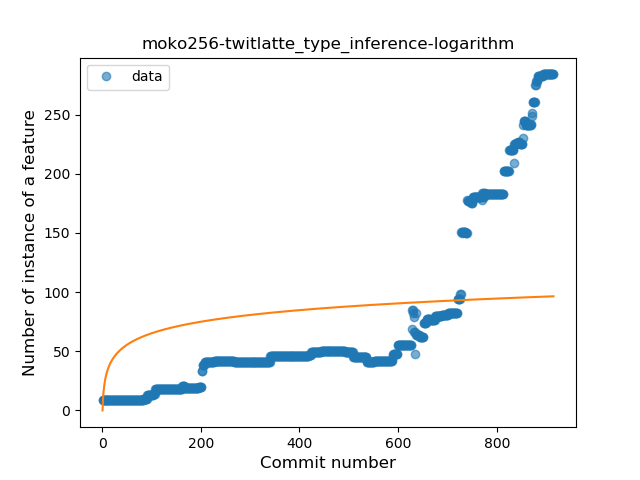 moko256-twitlatte_type_inference-logarithm
data
Number of instance of a feature
250
200
150
100
50
0
0 200 400 600 800
Commit number